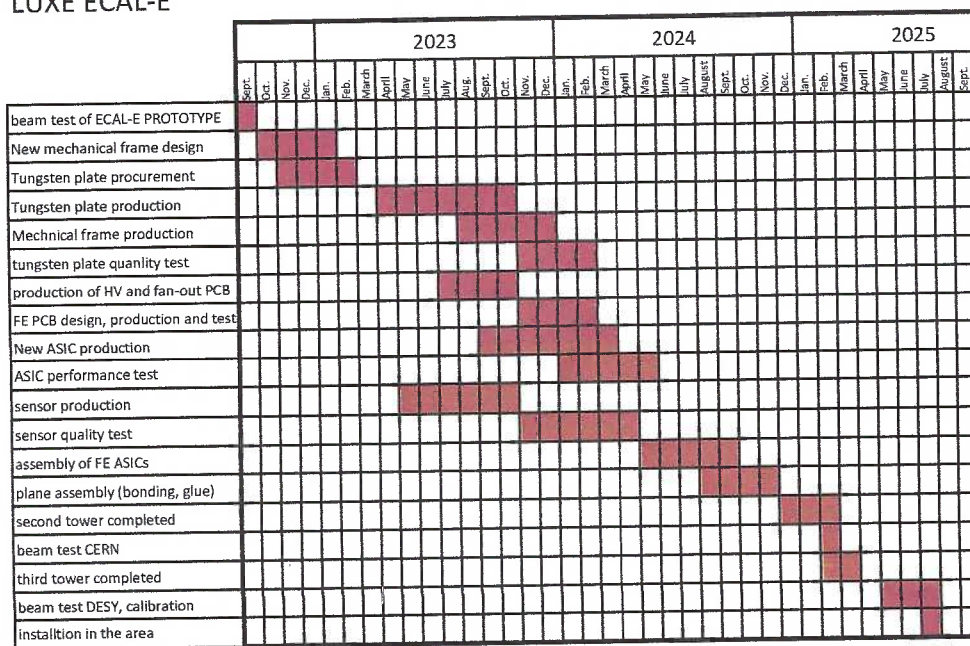 LUXE ECAL-E
2023 2024 2025
Sept. Oct. Nov. Dec. Jan. Feb. March April May June July Aug. Sept. Oct. Nov. Dec. Jan. Feb. March April May June July August Sept. Oct. Nov. Dec. Jan. Feb. March April May June July August Sept.
beam test of ECAL-E PROTOTYPE
New mechanical frame design
Tungsten plate procurement
Tungsten plate production
Mechnical frame production
tungsten plate quanlity test
production of HV and fan-out PCB
FE PCB design, production and test
New ASIC production
ASIC performance test
sensor production
sensor quality test
assembly of FE ASICs
plane assembly (bonding, glue)
second tower completed
beam test CERN
third tower completed
beam test DESY, calibration
installtion in the area